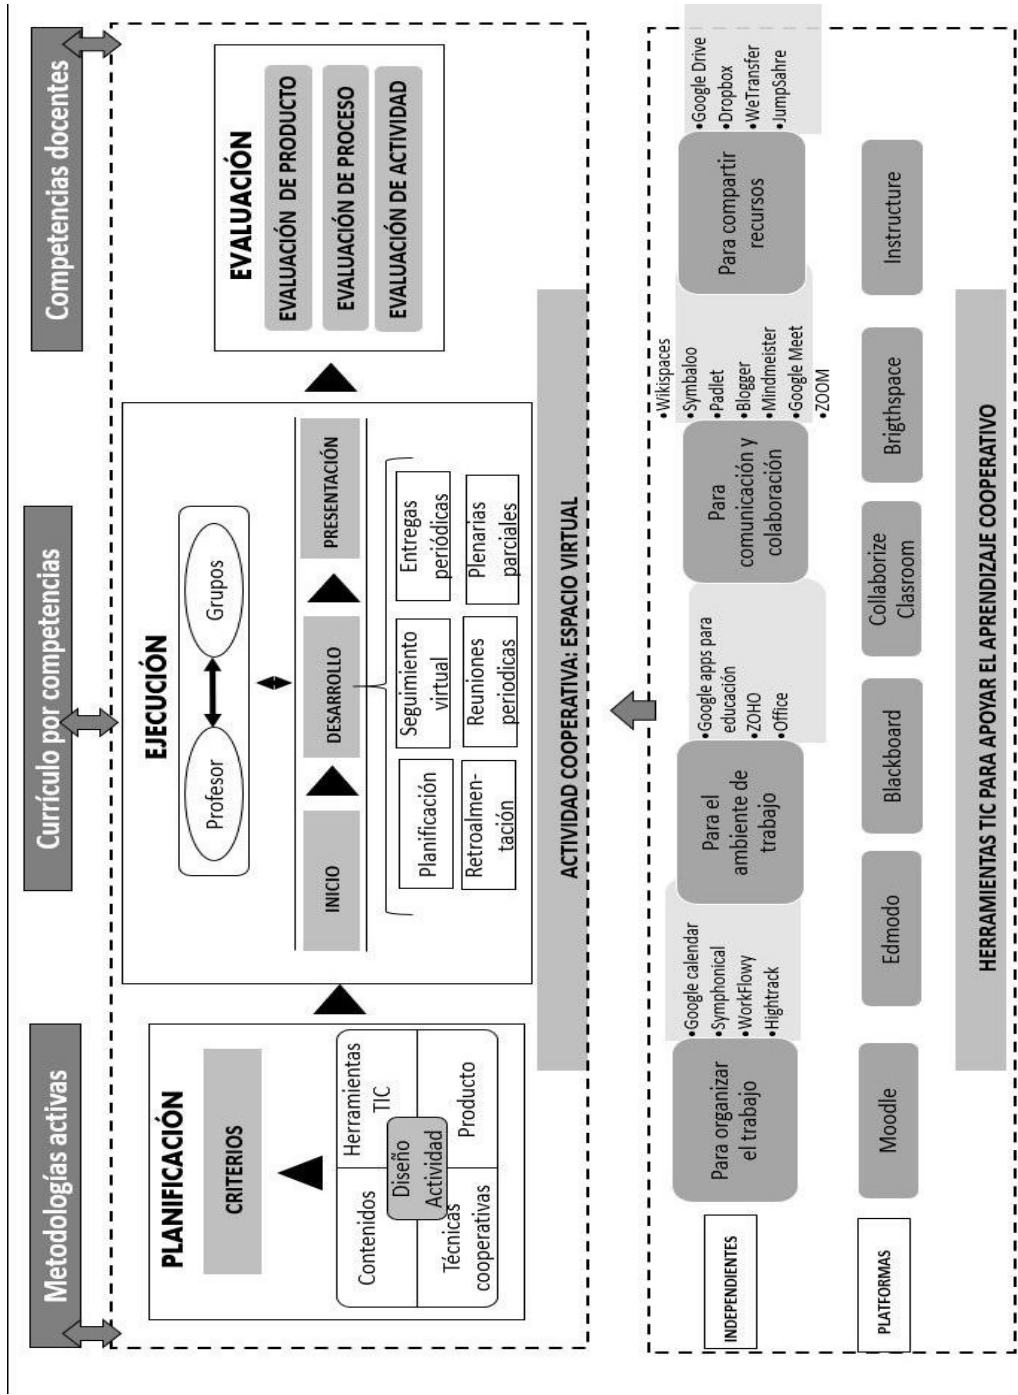 Metodologías activas
Currículo por competencias
Competencias docentes
PLANIFICACIÓN
CRITERIOS
Contenidos
Herramientas
TIC
Diseño
Actividad
Técnicas
cooperativas
Producto
EJECUCIÓN
Profesor
Grupos
INICIO
DESARROLLO
PRESENTACIÓN
Planificación
Seguimiento
virtual
Entregas
periódicas
Retroalmen-
tación
Reuniones
periodicas
Plenarias
parciales
EVALUACIÓN
EVALUACIÓN DE PRODUCTO
EVALUACIÓN DE PROCESO
EVALUACIÓN DE ACTIVIDAD
ACTIVIDAD COOPERATIVA: ESPACIO VIRTUAL
INDEPENDIENTES
Para organizar
el trabajo
•Google calendar
•Symphonical
•WorkFlowy
•Hightrack
Para el
ambiente de
trabajo
•Google apps para
educación
•ZOHO
•Office
Para
comunicación y
colaboración
•Wikispaces
•Symbaloo
•Padlet
•Blogger
•Mindmeister
•Google Meet
•ZOOM
Para compartir
recursos
•Google Drive
•Dropbox
•WeTransfer
•JumpSahre
PLATFORMAS
Moodle
Edmodo
Blackboard
Collaborize
Clasroom
Brigthspace
Instructure
HERRAMIENTAS TIC PARA APOYAR EL APRENDIZAJE COOPERATIVO